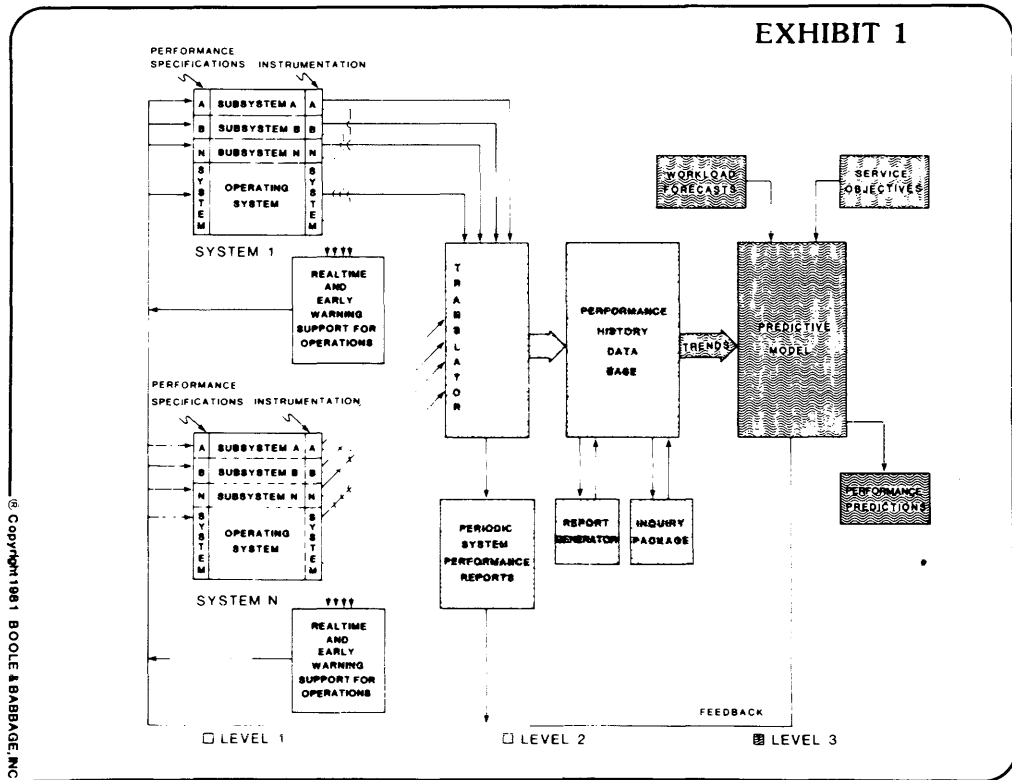 EXHIBIT 1
PERFORMANCE
SPECIFICATIONS INSTRUMENTATION
A SUBSYSTEM A A
B SUBSYSTEM B B
N SUBSYSTEM N N
SYSTEM
OPERATING
SYSTEM
SYSTEM
SYSTEM 1
REALTIME
AND
EARLY
WARNING
SUPPORT FOR
OPERATIONS
PERFORMANCE
SPECIFICATIONS INSTRUMENTATION
A SUBSYSTEM A A
B SUBSYSTEM B B
N SUBSYSTEM N N
SYSTEM
OPERATING
SYSTEM
SYSTEM
SYSTEM N
REALTIME
AND
EARLY
WARNING
SUPPORT FOR
OPERATIONS
TRANSLATOR
PERFORMANCE
HISTORY
DATA
BASE
TRENDS
WORKLOAD
FORECASTS
SERVICE
OBJECTIVES
PREDICTIVE
MODEL
PERFORMANCE
PREDICTIONS
PERIODIC
SYSTEM
PERFORMANCE
REPORTS
REPORT
GENERATOR
INQUIRY
PACKAGE
FEEDBACK
LEVEL 1
LEVEL 2
LEVEL 3
® Copyright 1981 BOOLE & BABBAGE, INC